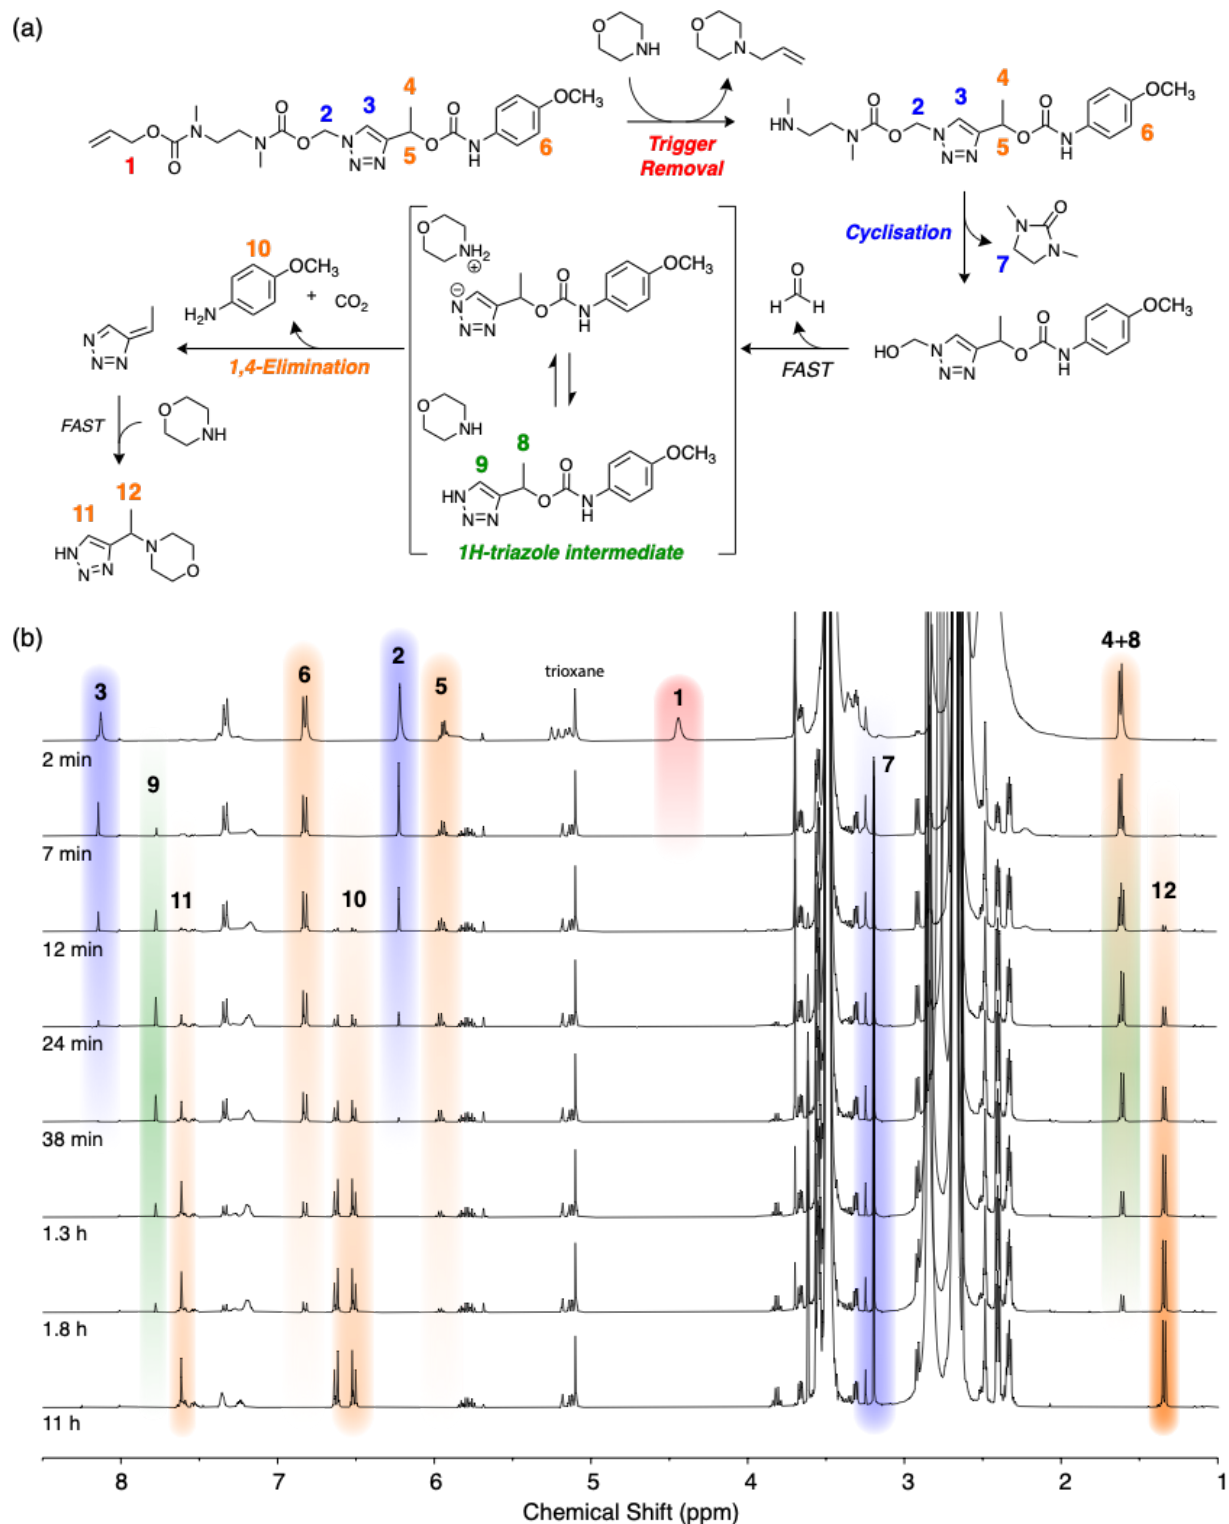 (a)
O
NH
O
N
4
O
2
3
OCH3
O
N
N
O
O
N
N=N
O
N
H
5
6
1
Trigger
Removal
4
O
2
3
OCH3
HN
N
O
N
N=N
O
N
H
5
6
O
NH2
⊕
10
OCH3
H2N
+ CO2
1,4-Elimination
N
N=N
FAST
O
NH
12
11
HN
N=N
N
O
⊖
N
N=N
O
O
N
H
OCH3
O
NH
8
9
HN
N=N
O
O
N
H
OCH3
1H-triazole intermediate
Cyclisation
N
O
N
7
O
H H
FAST
HO
N
N=N
O
O
N
H
OCH3
(b)
3
6
2
5
trioxane
1
4+8
2 min
9
7
7 min
11
10
12
12 min
24 min
38 min
1.3 h
1.8 h
11 h
8 7 6 5 4 3 2 1
Chemical Shift (ppm)